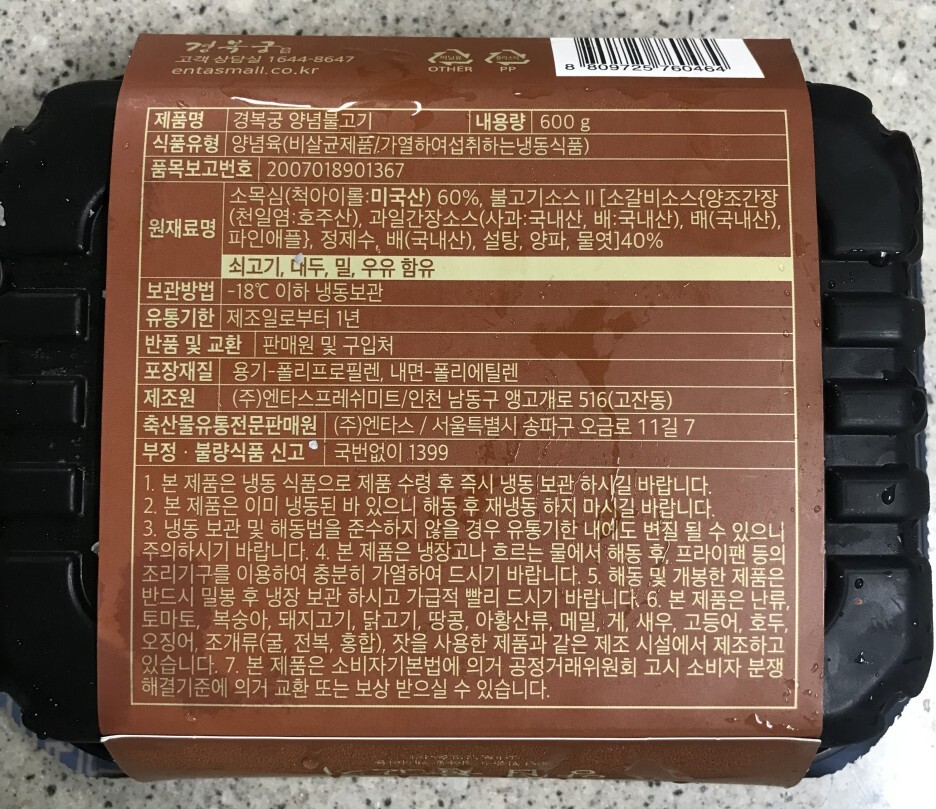 경복궁
고객 상담실 1644-8647
entasmall.co.kr
OTHER
PP
8 809725 760464
제품명 경복궁 양념불고기 내용량 600 g
식품유형 양념육(비살균제품/가열하여섭취하는냉동식품)
품목보고번호 2007018901367
원재료명 소목심(척아이롤:미국산) 60%, 불고기소스Ⅱ[소갈비소스{양조간장
(천일염:호주산), 과일간장소스(사과:국내산, 배:국내산), 배(국내산),
파인애플}, 정제수, 배(국내산), 설탕, 양파, 물엿]40%
쇠고기, 대두, 밀, 우유 함유
보관방법 -18℃ 이하 냉동보관
유통기한 제조일로부터 1년
반품 및 교환 판매원 및 구입처
포장재질 용기-폴리프로필렌, 내면-폴리에틸렌
제조원 (주)엔타스프레쉬미트/인천 남동구 앵고개로 516(고잔동)
축산물유통전문판매원 (주)엔타스 / 서울특별시 송파구 오금로 11길 7
부정·불량식품 신고 국번없이 1399
1. 본 제품은 냉동 식품으로 제품 수령 후 즉시 냉동 보관 하시길 바랍니다.
2. 본 제품은 이미 냉동된 바 있으니 해동 후 재냉동 하지 마시길 바랍니다.
3. 냉동 보관 및 해동법을 준수하지 않을 경우 유통기한 내에도 변질 될 수 있으니
주의하시기 바랍니다. 4. 본 제품은 냉장고나 흐르는 물에서 해동 후, 프라이팬 등의
조리기구를 이용하여 충분히 가열하여 드시기 바랍니다. 5. 해동 및 개봉한 제품은
반드시 밀봉 후 냉장 보관 하시고 가급적 빨리 드시기 바랍니다. 6. 본 제품은 난류,
토마토, 복숭아, 돼지고기, 닭고기, 땅콩, 아황산류, 메밀, 게, 새우, 고등어, 호두,
오징어, 조개류(굴, 전복, 홍합), 잣을 사용한 제품과 같은 제조 시설에서 제조하고
있습니다. 7. 본 제품은 소비자기본법에 의거 공정거래위원회 고시 소비자 분쟁
해결기준에 의거 교환 또는 보상 받으실 수 있습니다.